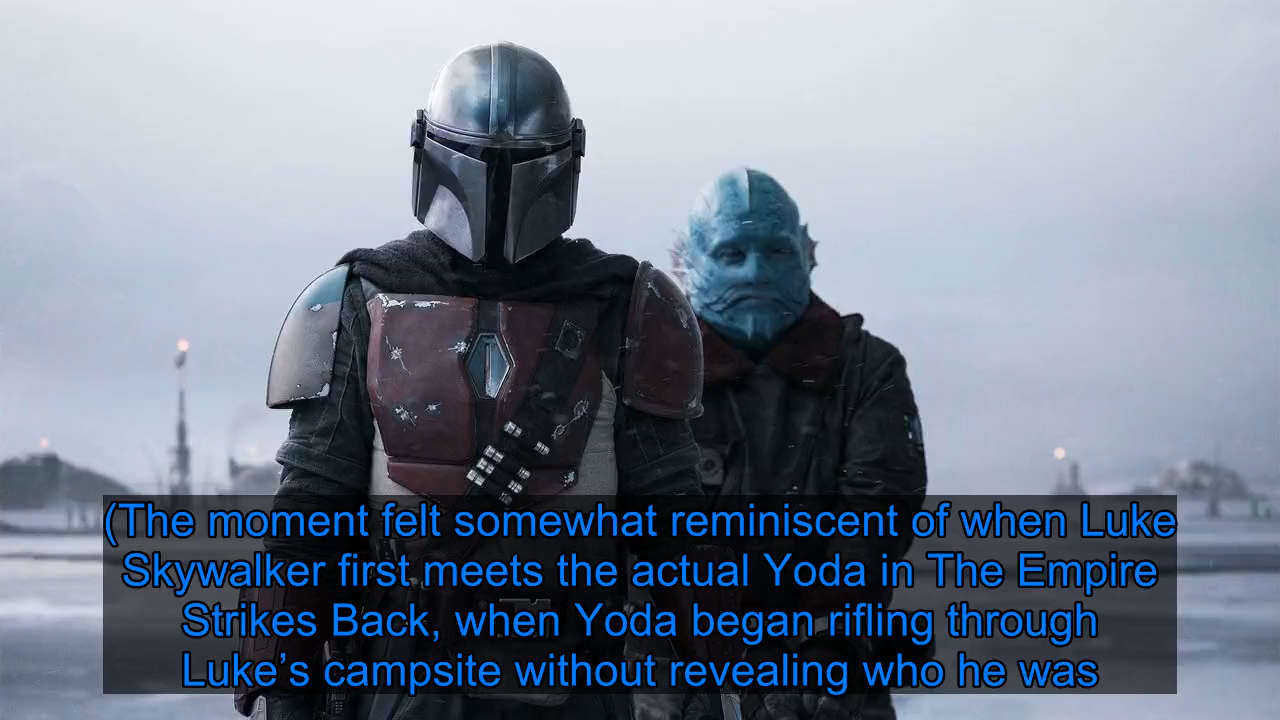 (The moment felt somewhat reminiscent of when Luke
Skywalker first meets the actual Yoda in The Empire
Strikes Back, when Yoda began rifling through
Luke’s campsite without revealing who he was